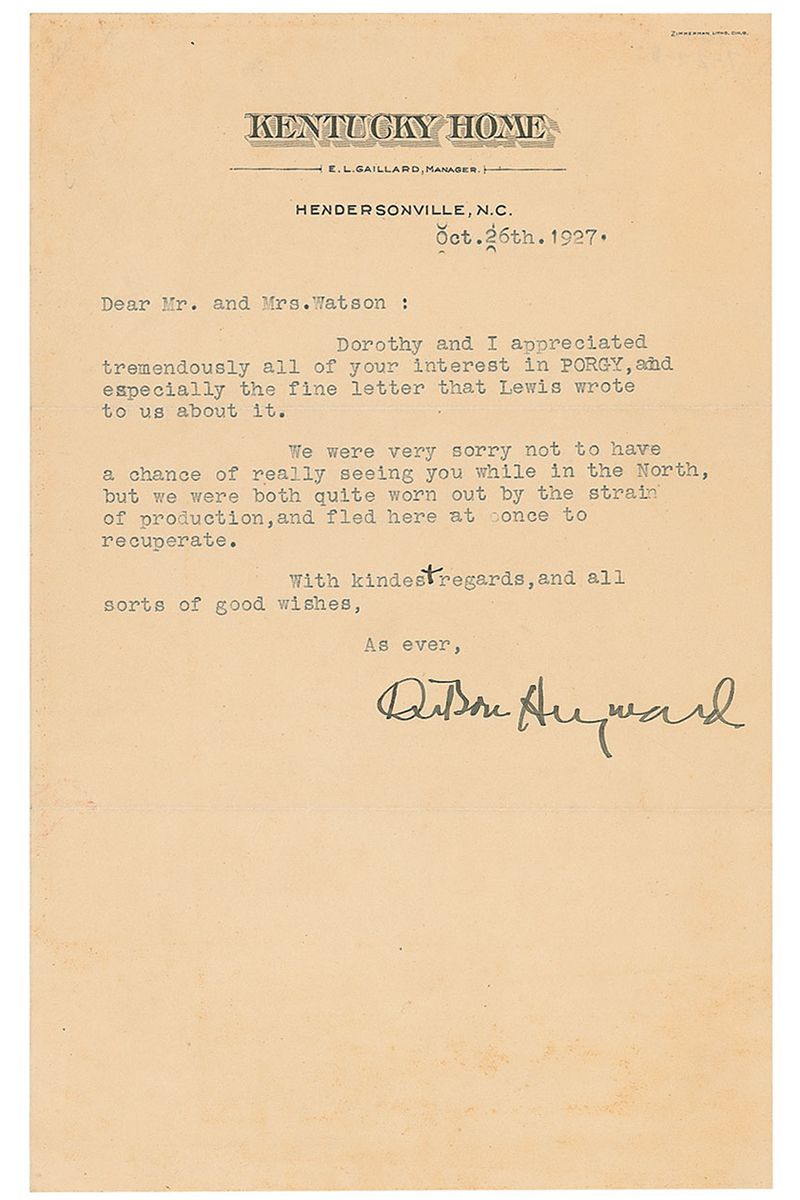 ZIMMERMAN LITHO. CIN.O.
KENTUCKY HOME
E. L. GAILLARD, MANAGER.
HENDERSONVILLE, N.C.
Oct.26th.1927.
Dear Mr. and Mrs.Watson :
Dorothy and I appreciated
tremendously all of your interest in PORGY,and
especially the fine letter that Lewis wrote
to us about it.
We were very sorry not to have
a chance of really seeing you while in the North,
but we were both quite worn out by the strain
of production,and fled here at once to
recuperate.
With kindest regards,and all
sorts of good wishes,
As ever,
DuBose Heyward